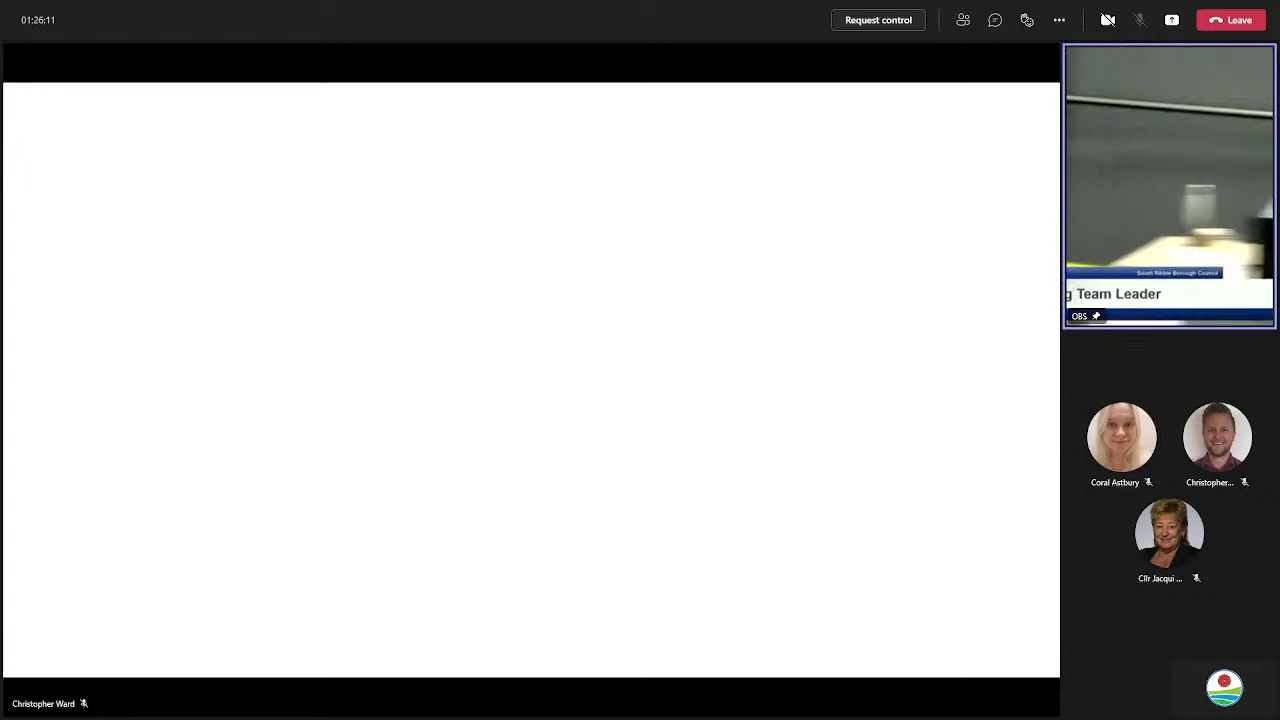 01:26:11
Request control
Leave
South Ribble Borough Council
g Team Leader
OBS
Coral Astbury
Christopher...
Cllr Jacqui ...
Christopher Ward